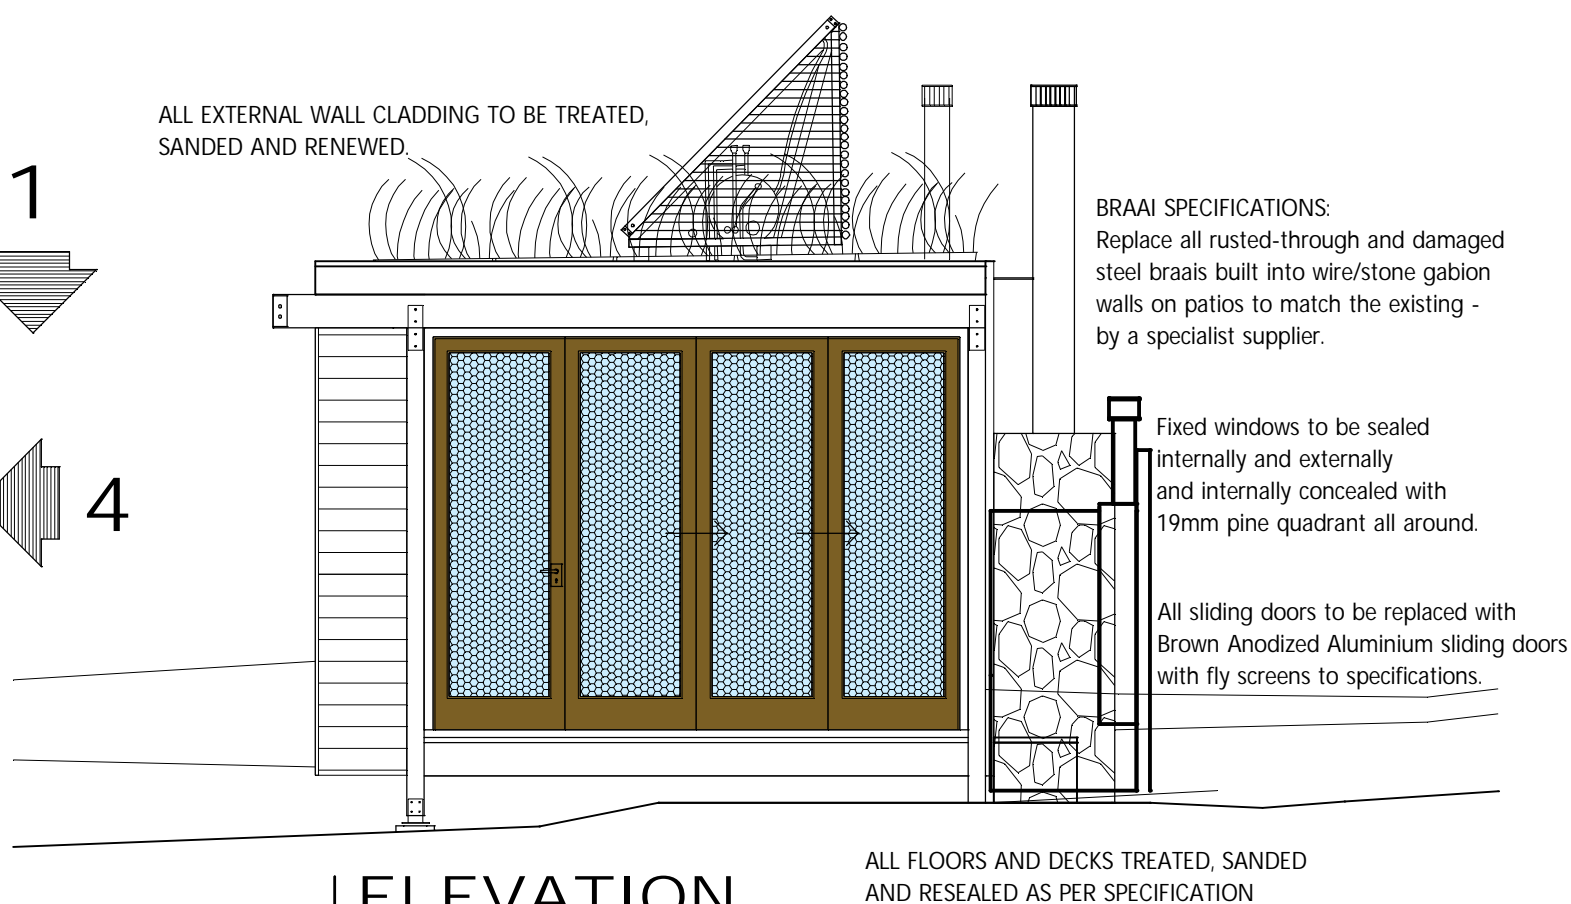 ALL EXTERNAL WALL CLADDING TO BE TREATED,
SANDED AND RENEWED.
1
BRAAI SPECIFICATIONS:
Replace all rusted-through and damaged
steel braais built into wire/stone gabion
walls on patios to match the existing -
by a specialist supplier.
4
Fixed windows to be sealed
internally and externally
and internally concealed with
19mm pine quadrant all around.
All sliding doors to be replaced with
Brown Anodized Aluminium sliding doors
with fly screens to specifications.
ALL FLOORS AND DECKS TREATED, SANDED
AND RESEALED AS PER SPECIFICATION
ELEVATION